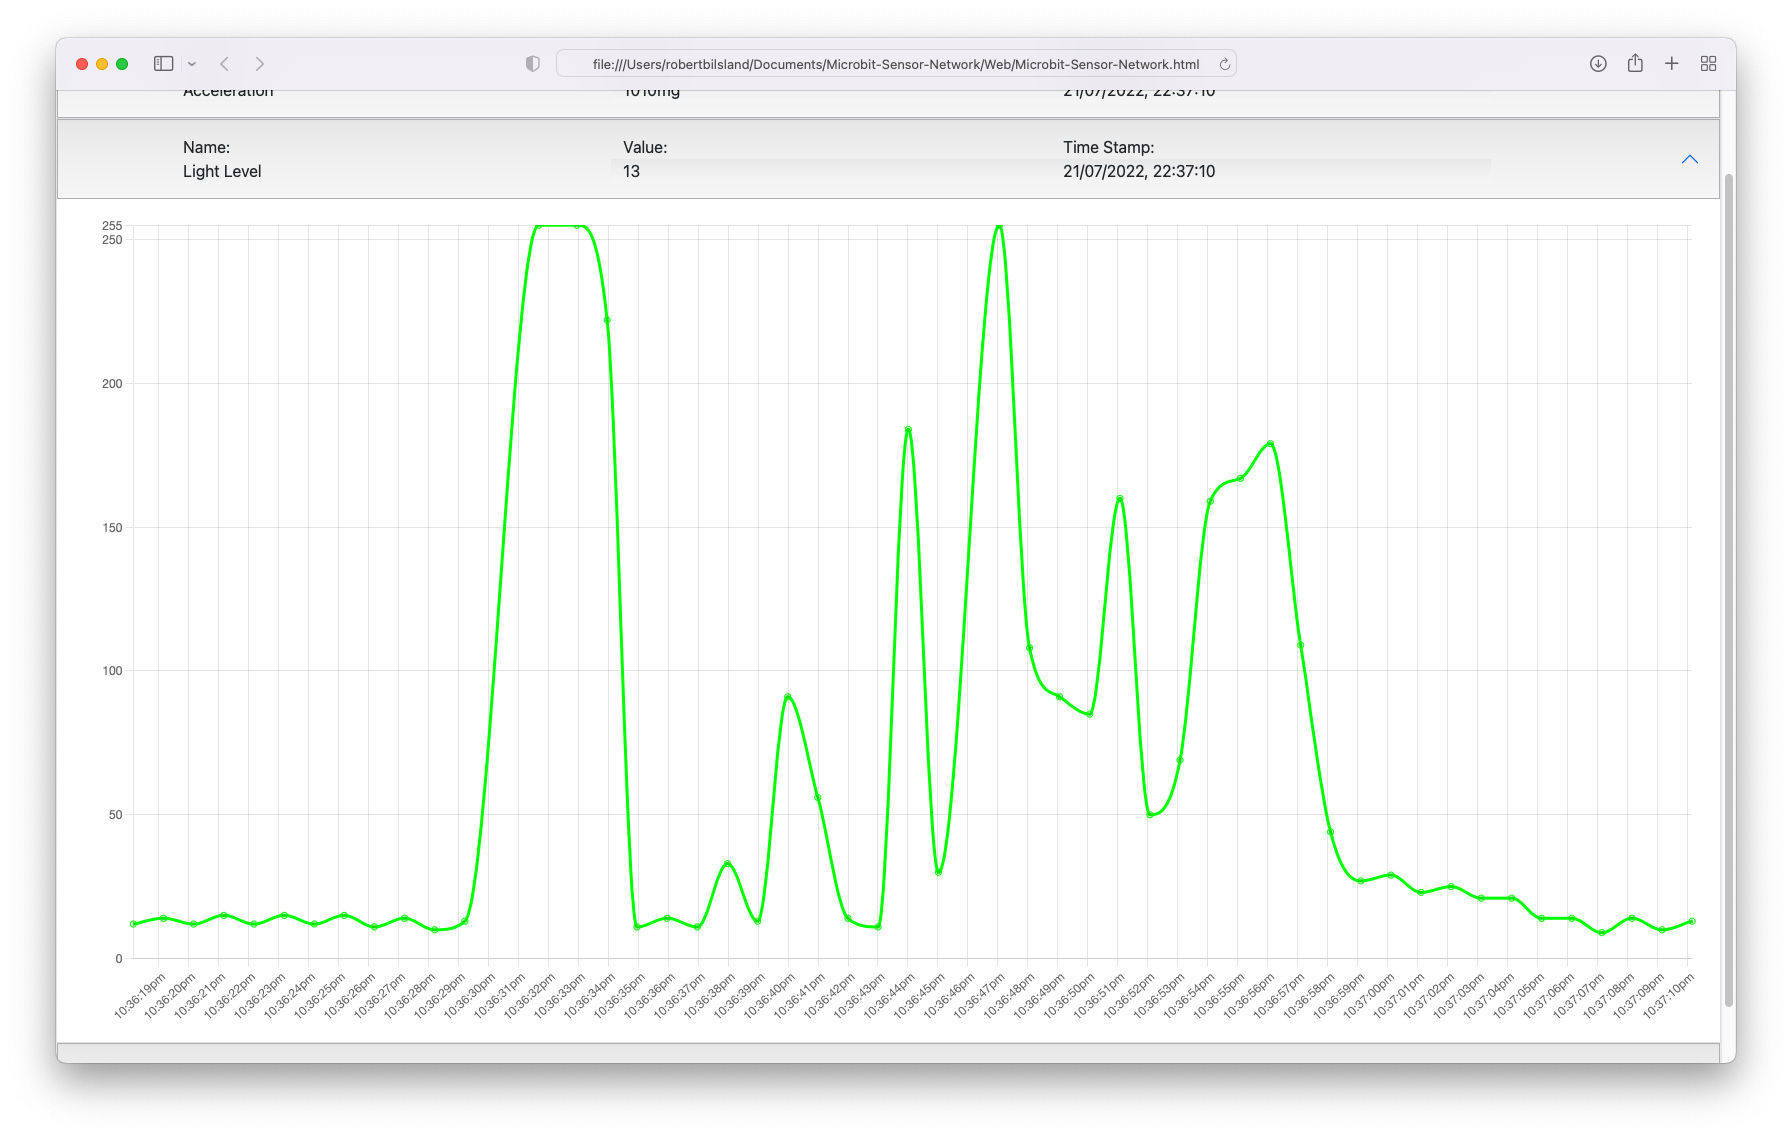 file:///Users/robertbilsland/Documents/Microbit-Sensor-Network/Web/Microbit-Sensor-Network.html
Acceleration 1010mg 21/07/2022, 22:37:10
Name: Value: Time Stamp:
Light Level 13 21/07/2022, 22:37:10
255
250
200
150
100
50
0
10:36:19pm 10:36:20pm 10:36:21pm 10:36:22pm 10:36:23pm 10:36:24pm 10:36:25pm 10:36:26pm 10:36:27pm 10:36:28pm 10:36:29pm 10:36:30pm 10:36:31pm 10:36:32pm 10:36:33pm 10:36:34pm 10:36:35pm 10:36:36pm 10:36:37pm 10:36:38pm 10:36:39pm 10:36:40pm 10:36:41pm 10:36:42pm 10:36:43pm 10:36:44pm 10:36:45pm 10:36:46pm 10:36:47pm 10:36:48pm 10:36:49pm 10:36:50pm 10:36:51pm 10:36:52pm 10:36:53pm 10:36:54pm 10:36:55pm 10:36:56pm 10:36:57pm 10:36:58pm 10:36:59pm 10:37:00pm 10:37:01pm 10:37:02pm 10:37:03pm 10:37:04pm 10:37:05pm 10:37:06pm 10:37:07pm 10:37:08pm 10:37:09pm 10:37:10pm